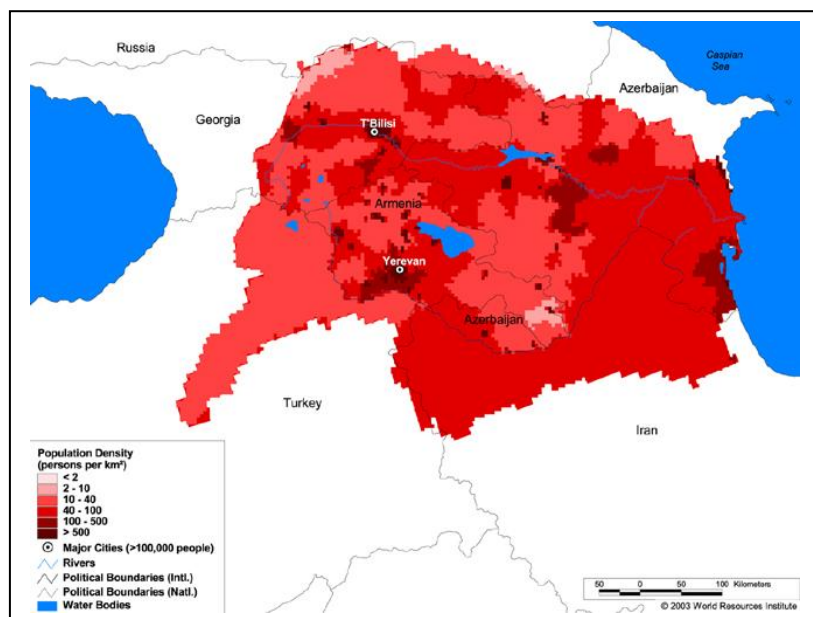 Russia
Caspian
Sea
Azerbaijan
Georgia
T'Bilisi
Armenia
Yerevan
Azerbaijan
Turkey
Iran
Population Density
(persons per km²)
< 2
2 - 10
10 - 40
40 - 100
100 - 500
> 500
Major Cities (>100,000 people)
Rivers
Political Boundaries (Intl.)
Political Boundaries (Natl.)
Water Bodies
50 0 50 100 Kilometers
© 2003 World Resources Institute